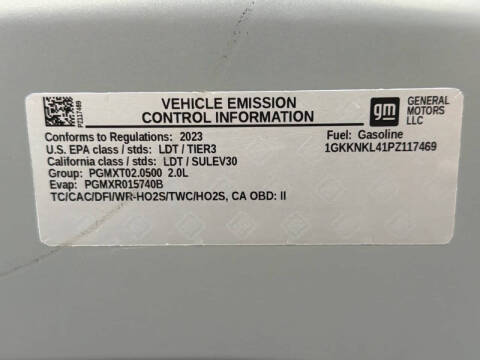 PZ117469
VEHICLE EMISSION
CONTROL INFORMATION
gm
GENERAL
MOTORS
LLC
Conforms to Regulations: 2023
Fuel: Gasoline
U.S. EPA class / stds: LDT / TIER3
1GKKNKL41PZ117469
California class / stds: LDT / SULEV30
Group: PGMXT02.0500 2.0L
Evap: PGMXR015740B
TC/CAC/DFI/WR-HO2S/TWC/HO2S, CA OBD: II